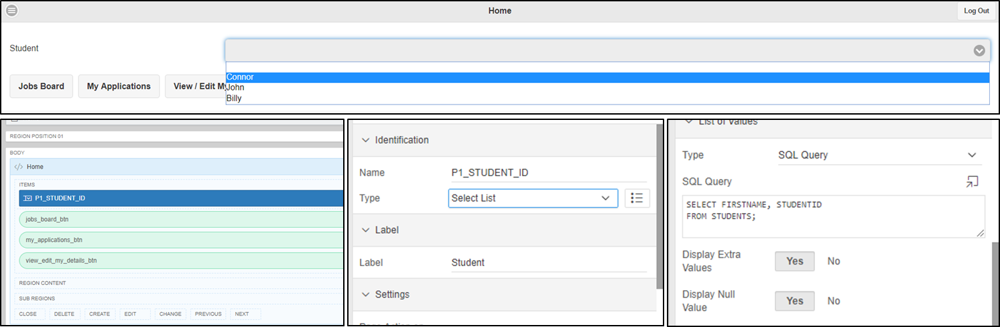 Home
Log Out
Student
Connor
John
Billy
Jobs Board
My Applications
View / Edit My
REGION POSITION 01
BODY
Home
ITEMS
P1_STUDENT_ID
jobs_board_btn
my_applications_btn
view_edit_my_details_btn
REGION CONTENT
SUB REGIONS
CLOSE DELETE CREATE EDIT CHANGE PREVIOUS NEXT
Identification
Name P1_STUDENT_ID
Type Select List
Label
Label Student
Settings
List of Values
Type SQL Query
SQL Query
SELECT FIRSTNAME, STUDENTID
FROM STUDENTS;
Display Extra
Values
Yes No
Display Null
Value
Yes No